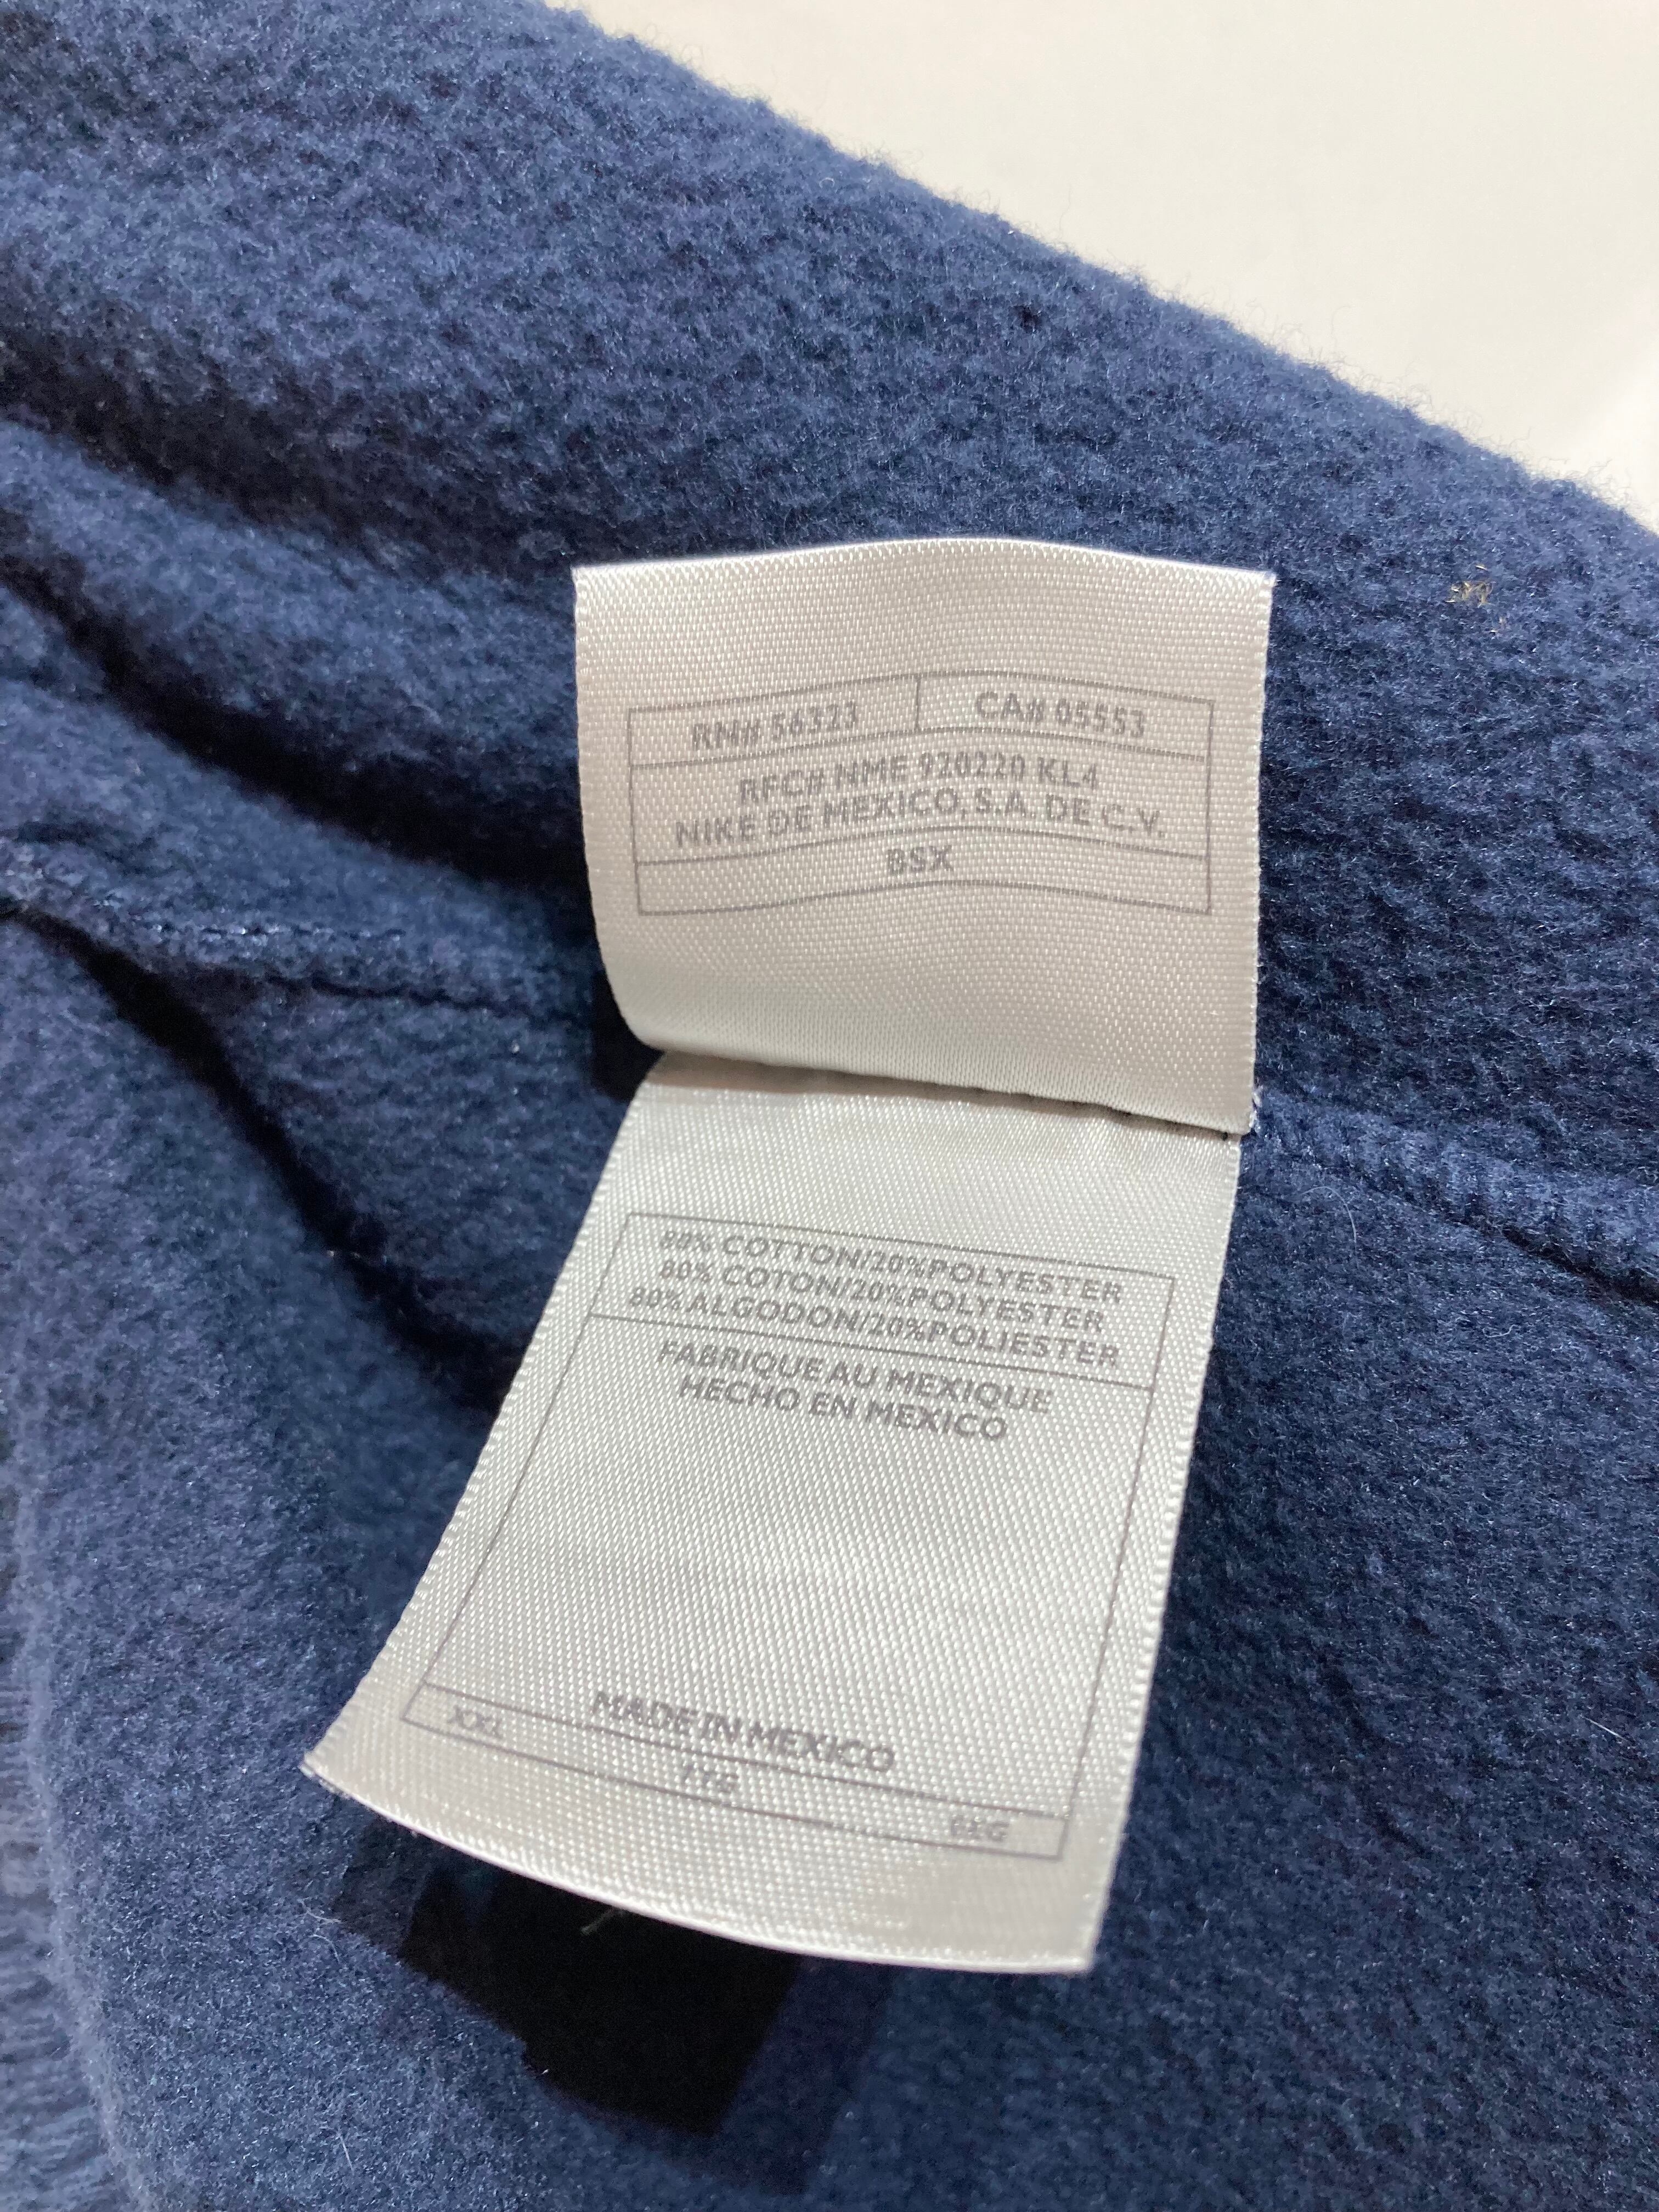 RN# 56323 CA# 05553
RFC# NME 920220 KL4
NIKE DE MEXICO, S.A. DE C.V.
BSX
80% COTTON/20%POLYESTER
80% COTON/20%POLYESTER
80% ALGODON/20%POLIESTER
FABRIQUE AU MEXIQUE
HECHO EN MEXICO
MADE IN MEXICO
XXL TTG